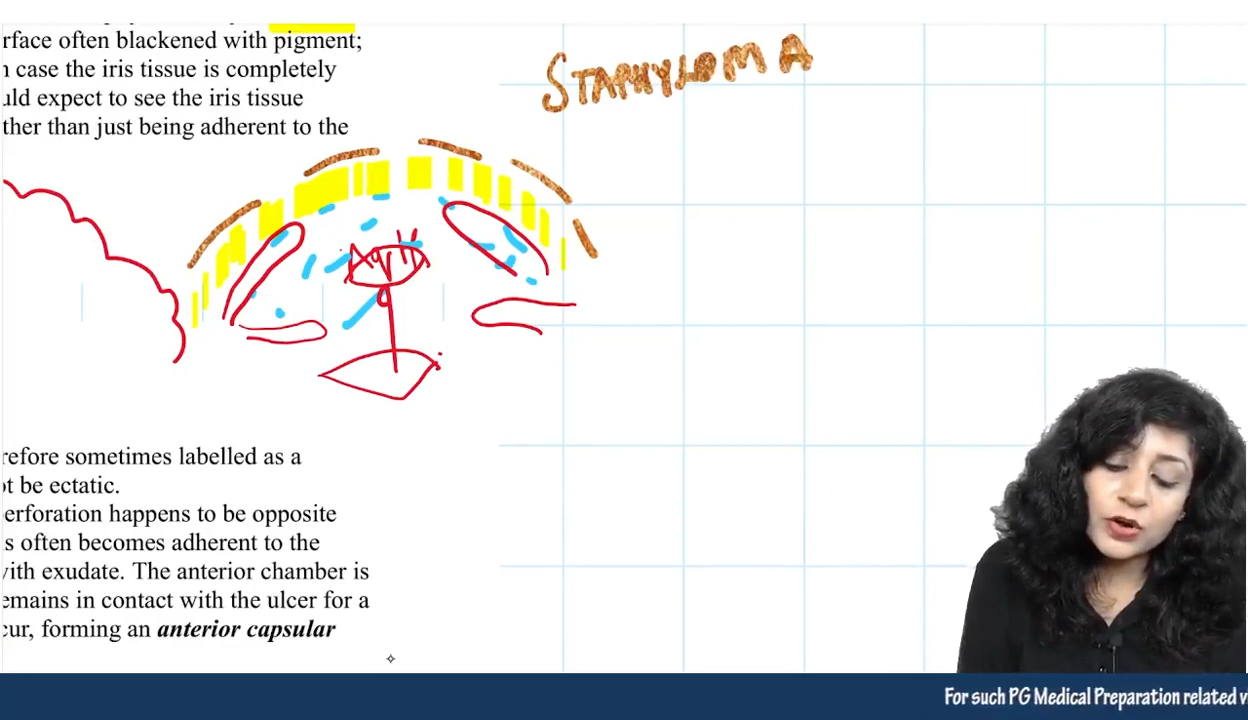 rface often blackened with pigment;
n case the iris tissue is completely
uld expect to see the iris tissue
ther than just being adherent to the
STAPHYLOMA
Aq H
refore sometimes labelled as a
ot be ectatic.
perforation happens to be opposite
s often becomes adherent to the
with exudate. The anterior chamber is
emains in contact with the ulcer for a
cur, forming an anterior capsular
For such PG Medical Preparation related v